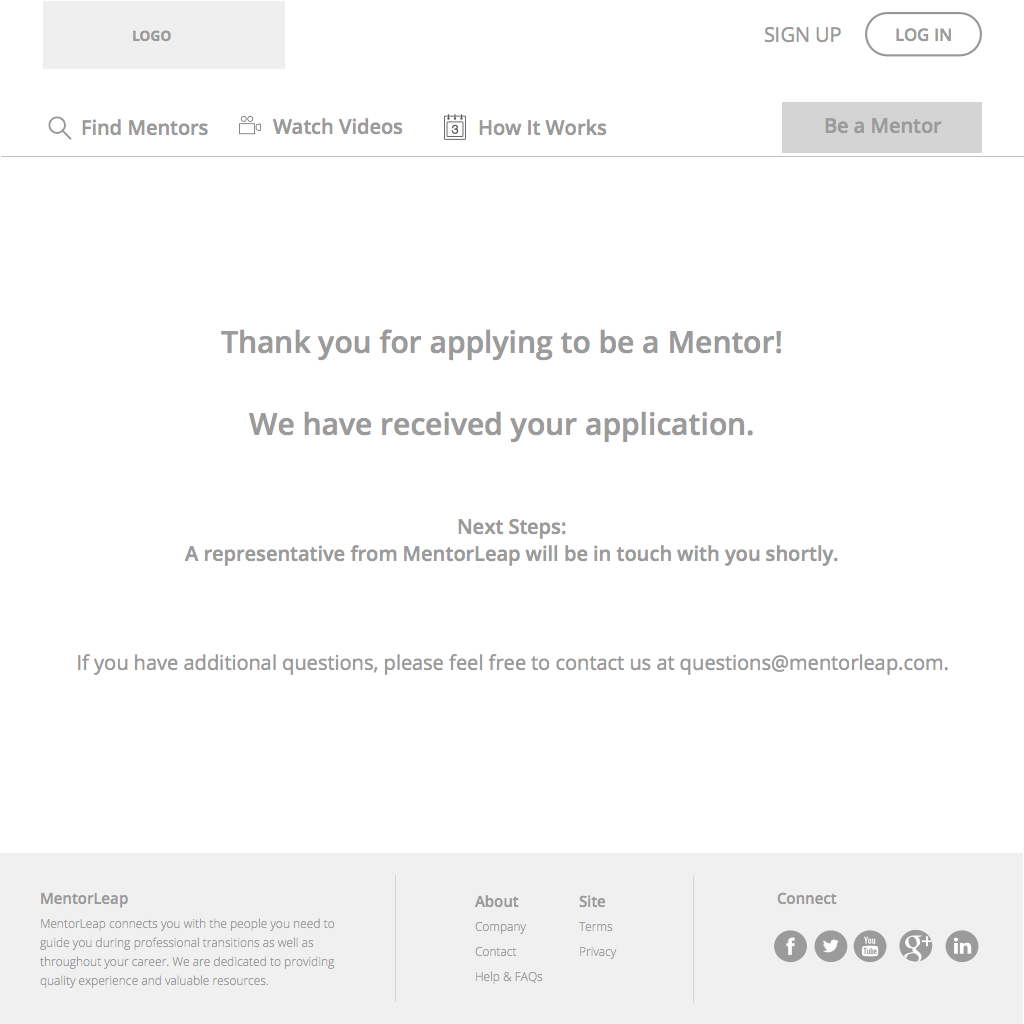 LOGO
SIGN UP
LOG IN
Find Mentors
Watch Videos
3
How It Works
Be a Mentor
Thank you for applying to be a Mentor!
We have received your application.
Next Steps:
A representative from MentorLeap will be in touch with you shortly.
If you have additional questions, please feel free to contact us at questions@mentorleap.com.
MentorLeap
MentorLeap connects you with the people you need to
guide you during professional transitions as well as
throughout your career. We are dedicated to providing
quality experience and valuable resources.
About
Company
Contact
Help & FAQs
Site
Terms
Privacy
Connect
f
You
Tube
g+
in